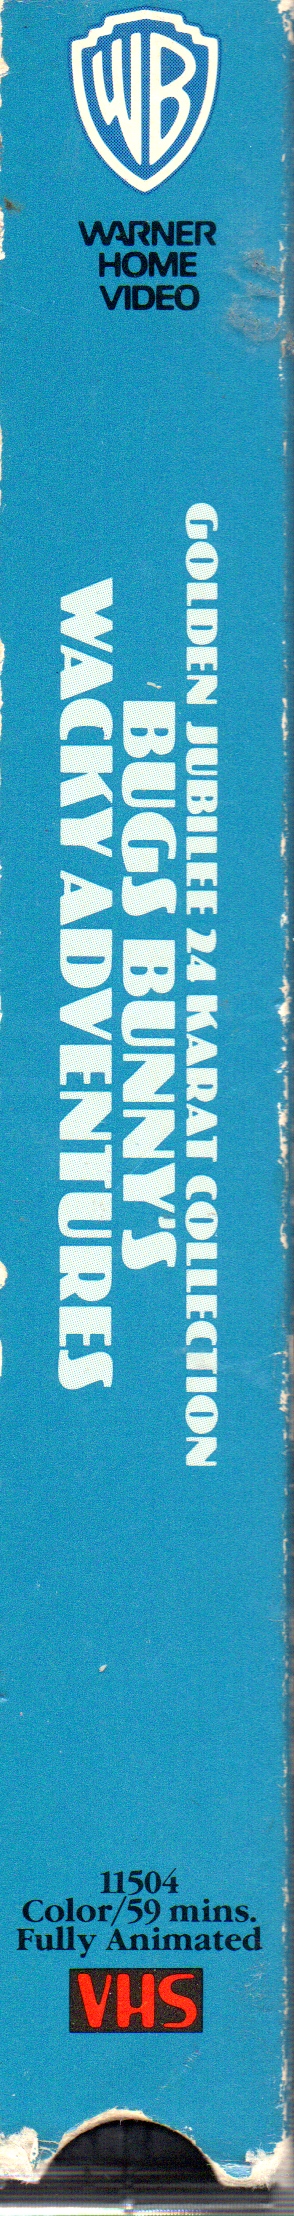 WB
WARNER
HOME
VIDEO
GOLDEN JUBILEE 24 KARAT COLLECTION
BUGS BUNNY'S
WACKY ADVENTURES
11504
Color/59 mins.
Fully Animated
VHS